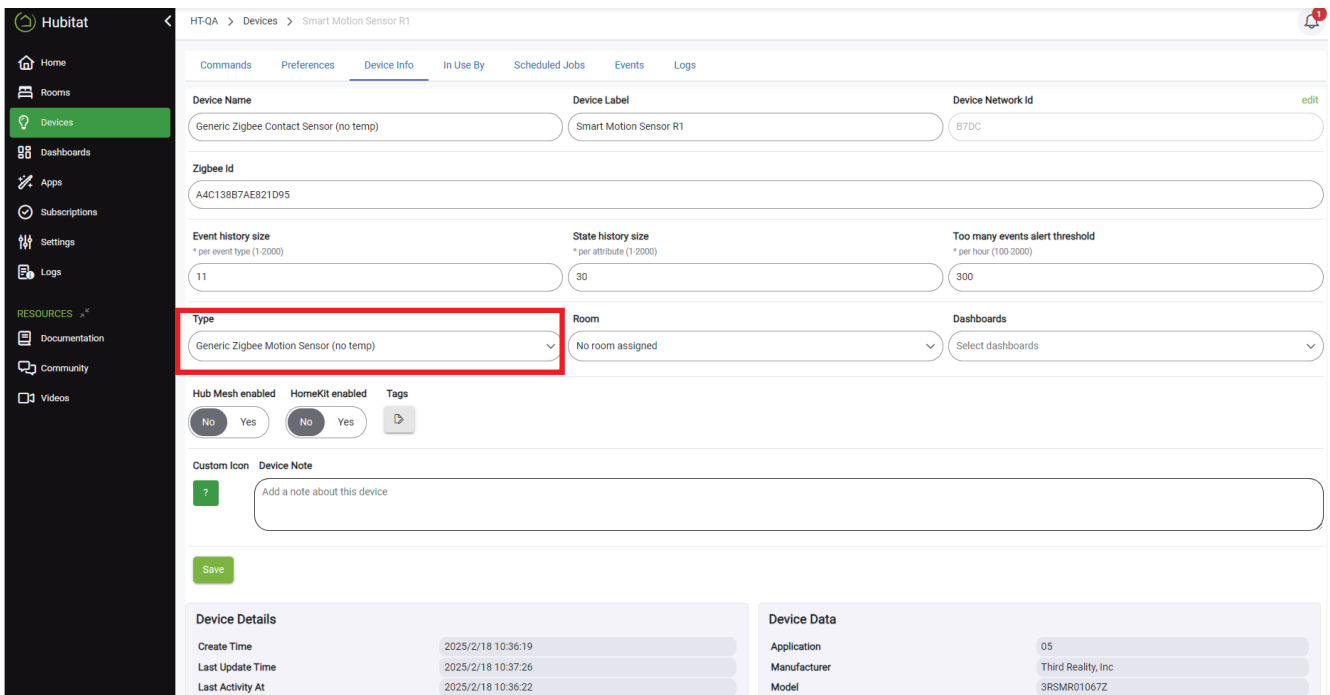 Hubitat
HT-QA > Devices > Smart Motion Sensor R1
1
Home
Rooms
Devices
Dashboards
Apps
Subscriptions
Settings
Logs
RESOURCES
Documentation
Community
Videos
Commands Preferences Device Info In Use By Scheduled Jobs Events Logs
Device Name Device Label Device Network Id edit
Generic Zigbee Contact Sensor (no temp) Smart Motion Sensor R1 B7DC
Zigbee Id
A4C138B7AE821D95
Event history size State history size Too many events alert threshold
* per event type (1-2000) * per attribute (1-2000) * per hour (100-2000)
11 30 300
Type Room Dashboards
Generic Zigbee Motion Sensor (no temp) No room assigned Select dashboards
Hub Mesh enabled HomeKit enabled Tags
No Yes No Yes
Custom Icon Device Note
? Add a note about this device
Save
Device Details Device Data
Create Time 2025/2/18 10:36:19 Application 05
Last Update Time 2025/2/18 10:37:26 Manufacturer Third Reality, Inc
Last Activity At 2025/2/18 10:36:22 Model 3RSMR01067Z